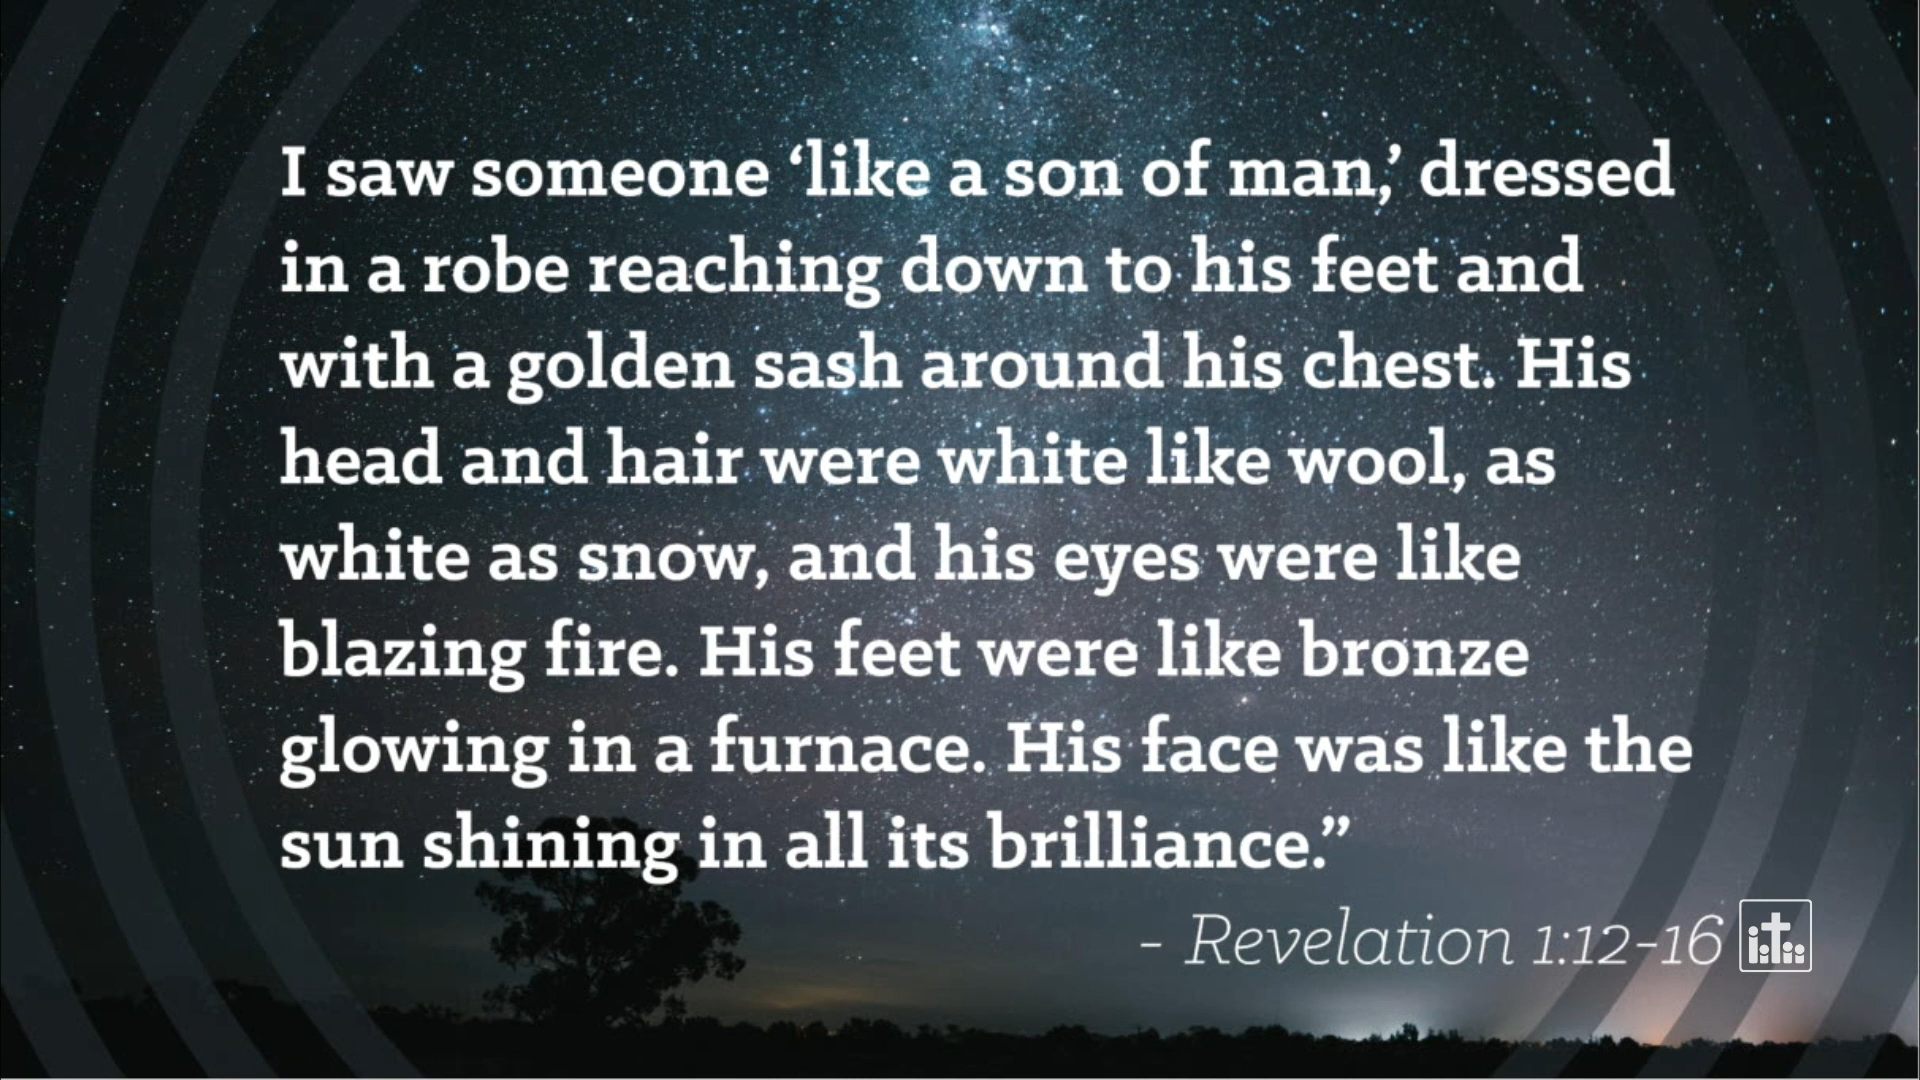 I saw someone ‘like a son of man,’ dressed
in a robe reaching down to his feet and
with a golden sash around his chest. His
head and hair were white like wool, as
white as snow, and his eyes were like
blazing fire. His feet were like bronze
glowing in a furnace. His face was like the
sun shining in all its brilliance.”
- Revelation 1:12-16